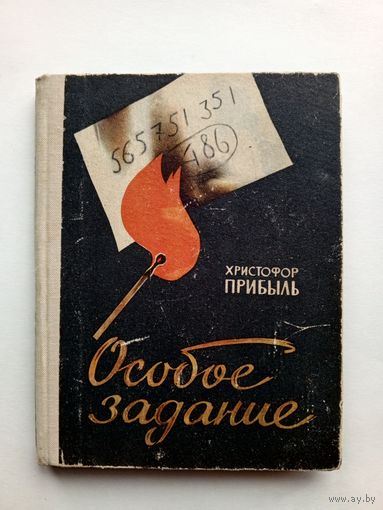 565751 351
486
ХРИСТОФОР
ПРИБЫЛЬ
Особое
задание
www.ay.by